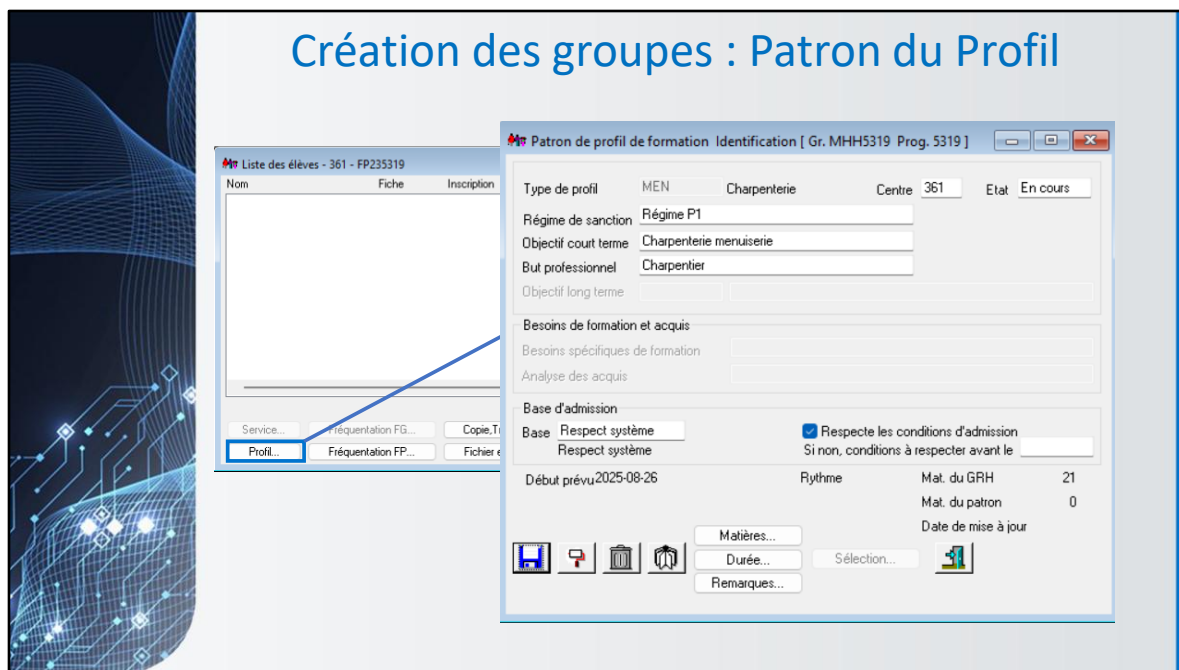 Création des groupes : Patron du Profil
Liste des élèves - 361 - FP235319
Nom Fiche Inscription
Service... Fréquentation FG...
Profil... Fréquentation FP... Fichier
Patron de profil de formation Identification [ Gr. MHH5319 Prog. 5319 ]
Type de profil MEN Charpenterie Centre 361 Etat En cours
Régime de sanction Régime P1
Objectif court terme Charpenterie menuiserie
But professionnel Charpentier
Objectif long terme
Besoins de formation et acquis
Besoins spécifiques de formation
Analyse des acquis
Base d'admission
Base Respect système Respecte les conditions d'admission
Respect système Si non, conditions à respecter avant le
Début prévu 2025-08-26 Rythme Mat. du GRH 21
Mat. du patron 0
Date de mise à jour
Matières...
Durée... Sélection...
Remarques...